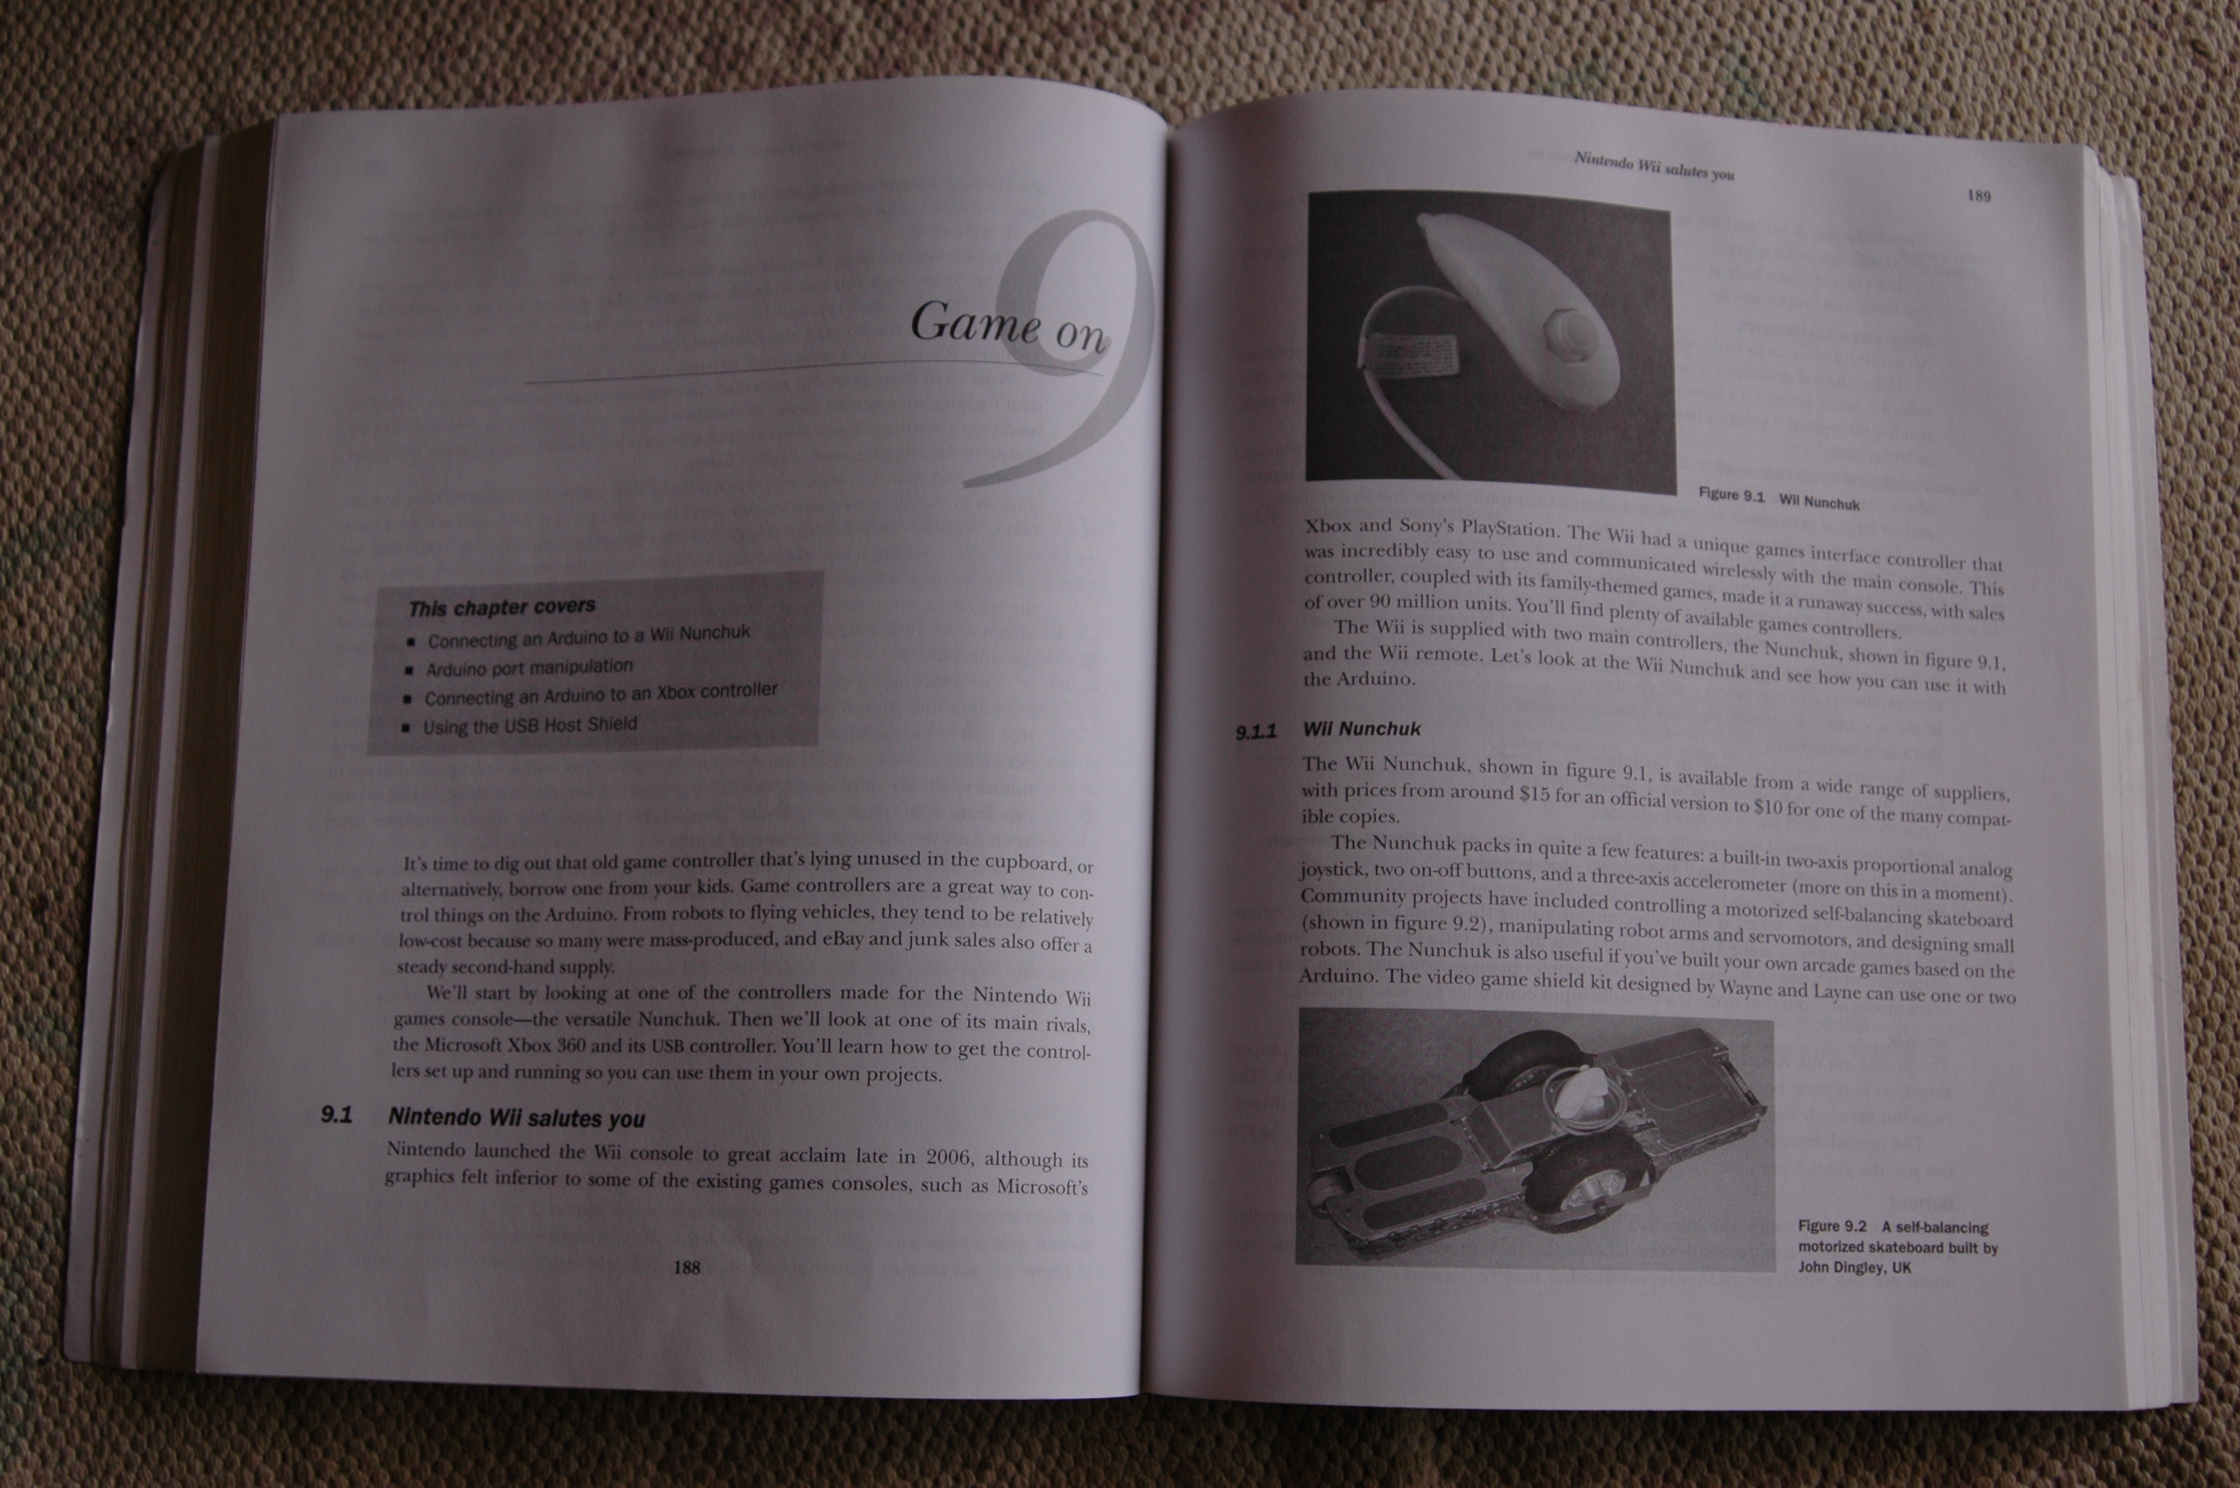 Game on
9
This chapter covers
■ Connecting an Arduino to a Wii Nunchuk
■ Arduino port manipulation
■ Connecting an Arduino to an Xbox controller
■ Using the USB Host Shield
It's time to dig out that old game controller that's lying unused in the cupboard, or
alternatively, borrow one from your kids. Game controllers are a great way to con-
trol things on the Arduino. From robots to flying vehicles, they tend to be relatively
low-cost because so many were mass-produced, and eBay and junk sales also offer a
steady second-hand supply.
We'll start by looking at one of the controllers made for the Nintendo Wii
games console—the versatile Nunchuk. Then we'll look at one of its main rivals,
the Microsoft Xbox 360 and its USB controller. You'll learn how to get the control-
lers set up and running so you can use them in your own projects.
9.1 Nintendo Wii salutes you
Nintendo launched the Wii console to great acclaim late in 2006, although its
graphics felt inferior to some of the existing games consoles, such as Microsoft's
188
Nintendo Wii salutes you 189
Figure 9.1 Wii Nunchuk
Xbox and Sony's PlayStation. The Wii had a unique games interface controller that
was incredibly easy to use and communicated wirelessly with the main console. This
controller, coupled with its family-themed games, made it a runaway success, with sales
of over 90 million units. You'll find plenty of available games controllers.
The Wii is supplied with two main controllers, the Nunchuk, shown in figure 9.1,
and the Wii remote. Let's look at the Wii Nunchuk and see how you can use it with
the Arduino.
9.1.1 Wii Nunchuk
The Wii Nunchuk, shown in figure 9.1, is available from a wide range of suppliers,
with prices from around $15 for an official version to $10 for one of the many compat-
ible copies.
The Nunchuk packs in quite a few features: a built-in two-axis proportional analog
joystick, two on-off buttons, and a three-axis accelerometer (more on this in a moment).
Community projects have included controlling a motorized self-balancing skateboard
(shown in figure 9.2), manipulating robot arms and servomotors, and designing small
robots. The Nunchuk is also useful if you've built your own arcade games based on the
Arduino. The video game shield kit designed by Wayne and Layne can use one or two
Figure 9.2 A self-balancing
motorized skateboard built by
John Dingley, UK